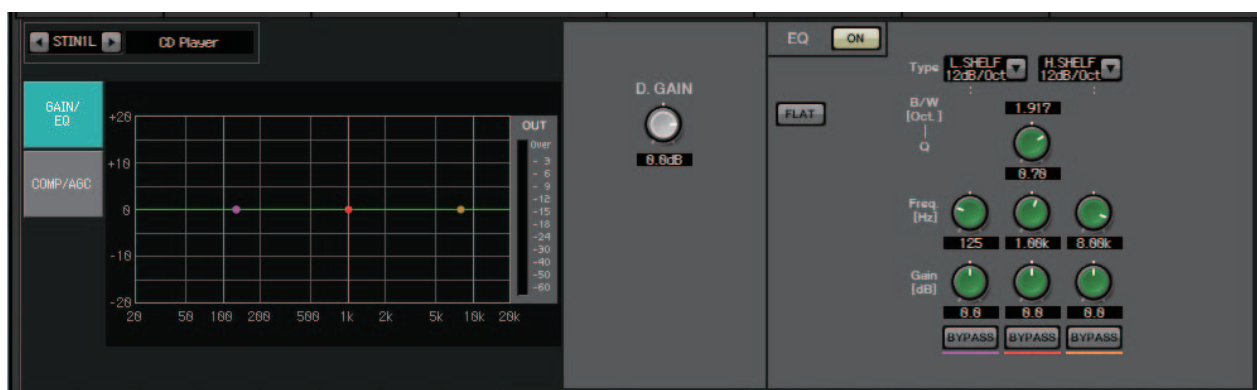 STIN1L CD Player
GAIN/
EQ
COMP/AGC
+20
+10
0
-10
-20
20 50 100 200 500 1k 2k 5k 10k 20k
OUT
Over
- 3
- 6
- 9
-12
-15
-18
-24
-30
-40
-50
-60
D. GAIN
0.0dB
EQ ON
FLAT
Type L.SHELF 12dB/Oct H.SHELF 12dB/Oct
B/W
[Oct.]
Q
1.917
0.70
Freq.
[Hz]
125 1.00k 8.00k
Gain
[dB]
0.0 0.0 0.0
BYPASS BYPASS BYPASS